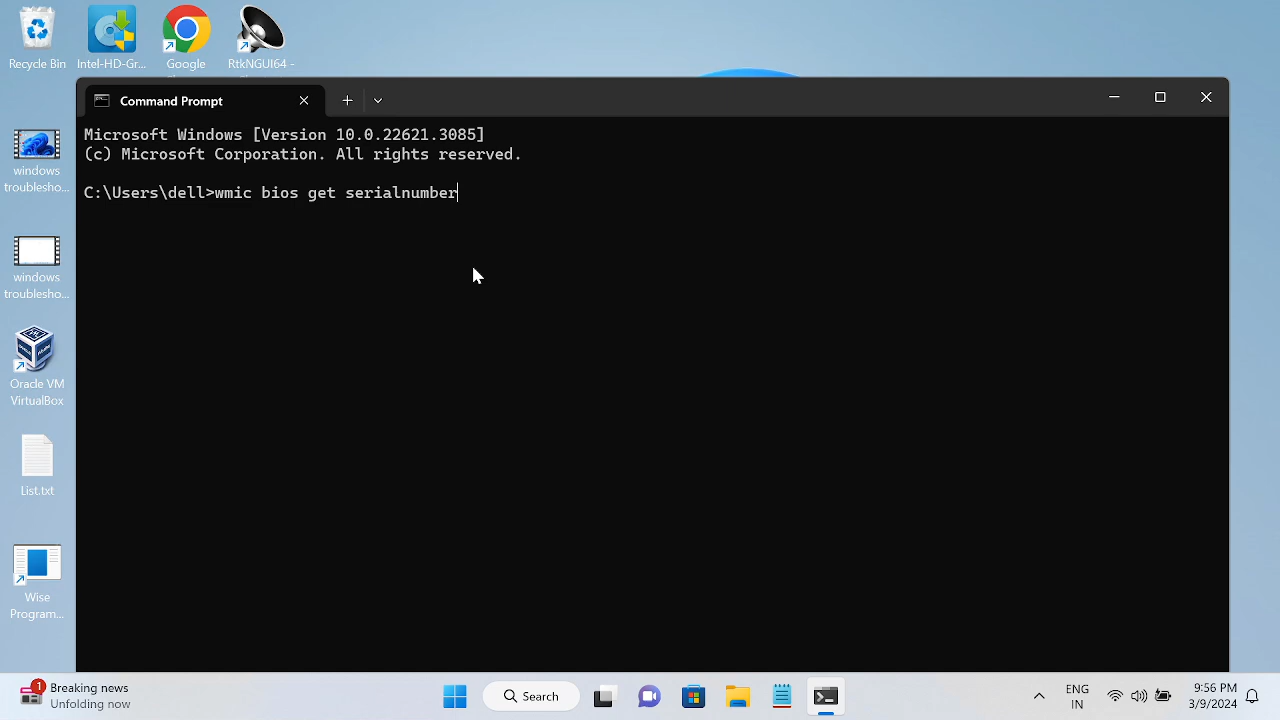 Recycle Bin
Intel-HD-Gr...
Google
RtkNGUI64 -
Command Prompt
Microsoft Windows [Version 10.0.22621.3085]
(c) Microsoft Corporation. All rights reserved.
C:\Users\dell>wmic bios get serialnumber
windows
troublesho...
windows
troublesho...
Oracle VM
VirtualBox
List.txt
Wise
Program...
1
Breaking news
Unfolding no
Search
ENG
IN
9:56 PM
3/9/2024